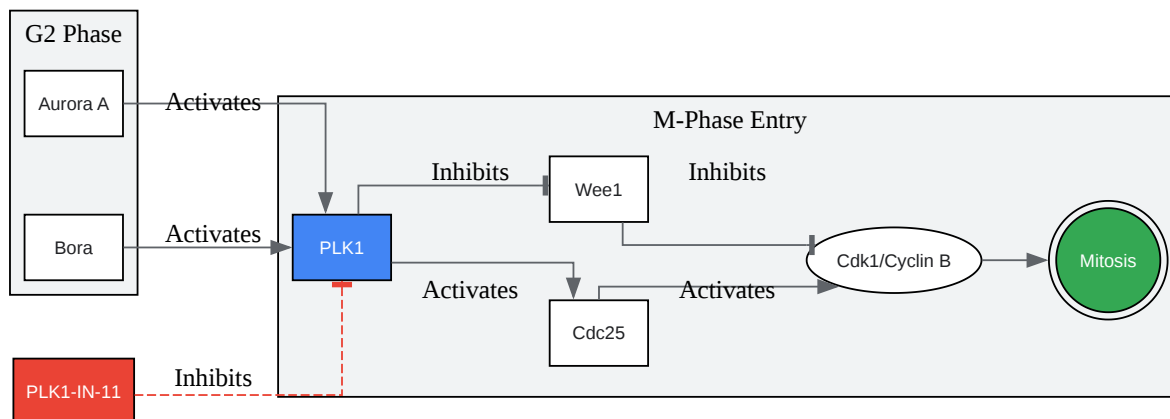 G2 Phase
Aurora A
Activates
M-Phase Entry
Inhibits
Wee1
Inhibits
Bora
Activates
PLK1
Cdk1/Cyclin B
Mitosis
Activates
Activates
Cdc25
PLK1-IN-11
Inhibits